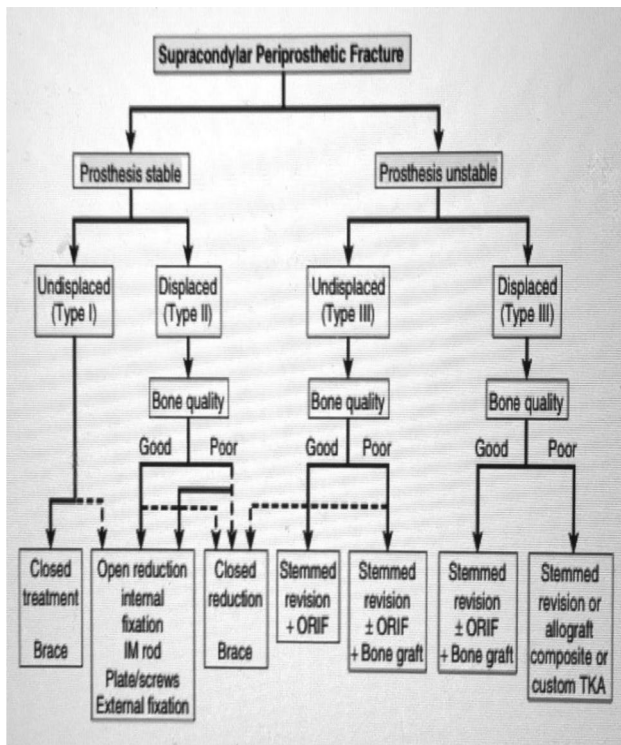 Supracondylar Periprosthetic Fracture
Prosthesis stable
Prosthesis unstable
Undisplaced
(Type I)
Displaced
(Type II)
Undisplaced
(Type III)
Displaced
(Type III)
Bone quality
Bone quality
Bone quality
Good Poor
Good Poor
Good Poor
Closed
treatment
Brace
Open reduction
internal
fixation
IM rod
Plate/screws
External fixation
Closed
reduction
Brace
Stemmed
revision
+ ORIF
Stemmed
revision
± ORIF
+ Bone graft
Stemmed
revision
± ORIF
+ Bone graft
Stemmed
revision or
allograft
composite or
custom TKA